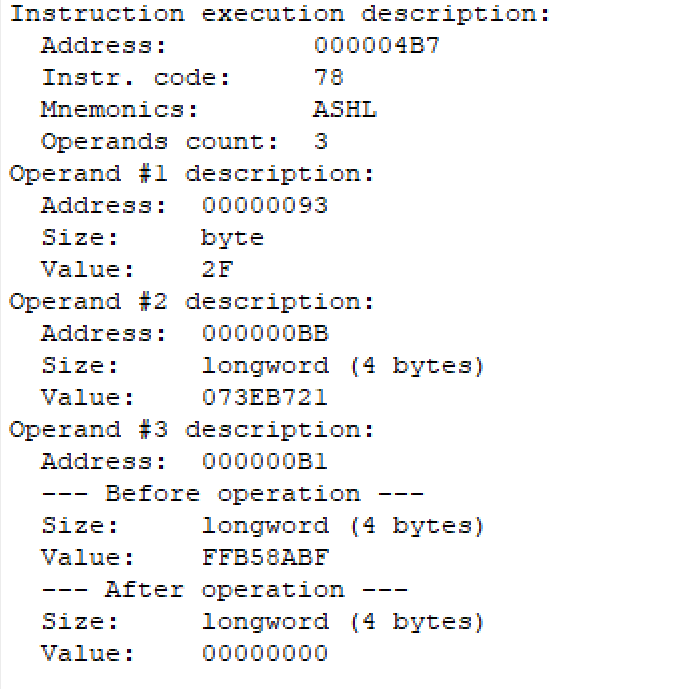 Instruction execution description:
Address: 000004B7
Instr. code: 78
Mnemonics: ASHL
Operands count: 3
Operand #1 description:
Address: 00000093
Size: byte
Value: 2F
Operand #2 description:
Address: 000000BB
Size: longword (4 bytes)
Value: 073EB721
Operand #3 description:
Address: 000000B1
--- Before operation ---
Size: longword (4 bytes)
Value: FFB58ABF
--- After operation ---
Size: longword (4 bytes)
Value: 00000000